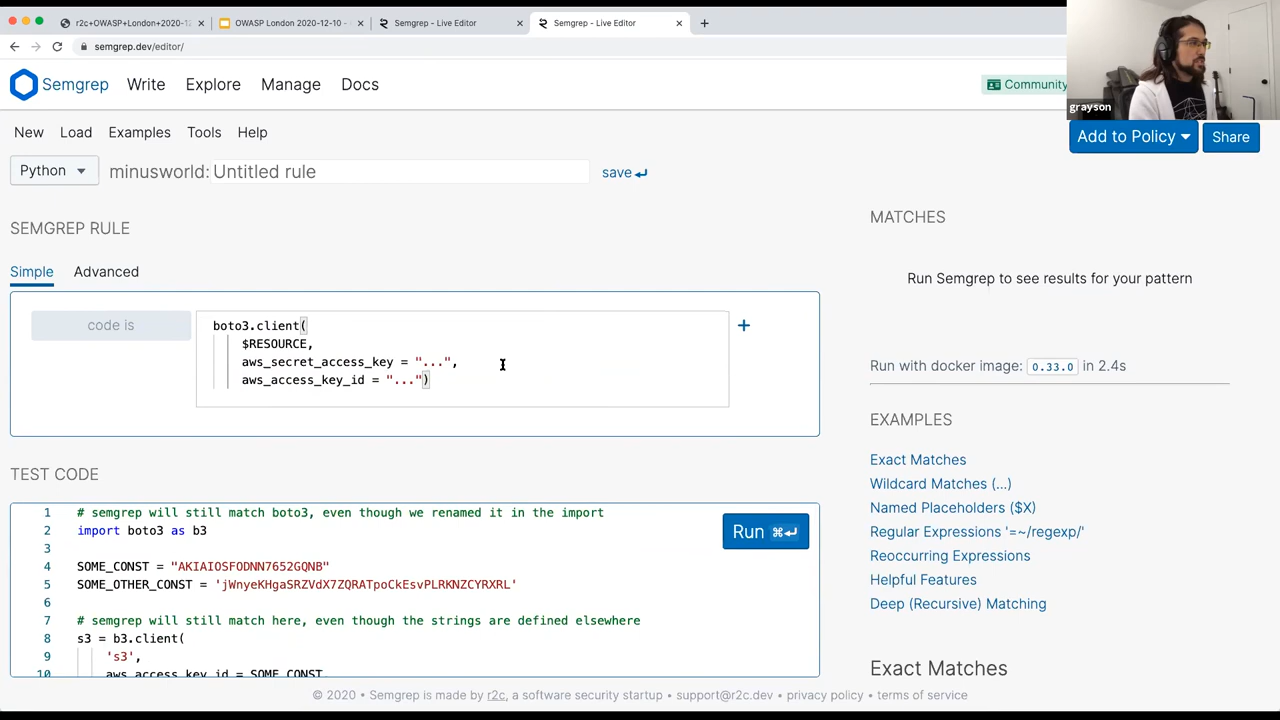 r2c+OWASP+London+2020-12-
OWASP London 2020-12-10 -
Semgrep - Live Editor
Semgrep - Live Editor
semgrep.dev/editor/
Semgrep Write Explore Manage Docs
Community
grayson
New Load Examples Tools Help
Add to Policy Share
Python minusworld: Untitled rule save
SEMGREP RULE
Simple Advanced
code is
boto3.client(
$RESOURCE,
aws_secret_access_key = "...",
aws_access_key_id = "...")
TEST CODE
1 # semgrep will still match boto3, even though we renamed it in the import
2 import boto3 as b3
3
4 SOME_CONST = "AKIAIOSFODNN7652GQNB"
5 SOME_OTHER_CONST = 'jWnyeKHgaSRZVdX7ZQRATpoCkEsvPLRKNZCYRXRL'
6
7 # semgrep will still match here, even though the strings are defined elsewhere
8 s3 = b3.client(
9 's3',
10 aws_access_key_id = SOME_CONST,
Run ⌘↵
MATCHES
Run Semgrep to see results for your pattern
Run with docker image: 0.33.0 in 2.4s
EXAMPLES
Exact Matches
Wildcard Matches (...)
Named Placeholders ($X)
Regular Expressions '=~/regexp/'
Reoccurring Expressions
Helpful Features
Deep (Recursive) Matching
Exact Matches
© 2020 • Semgrep is made by r2c, a software security startup • support@r2c.dev • privacy policy • terms of service